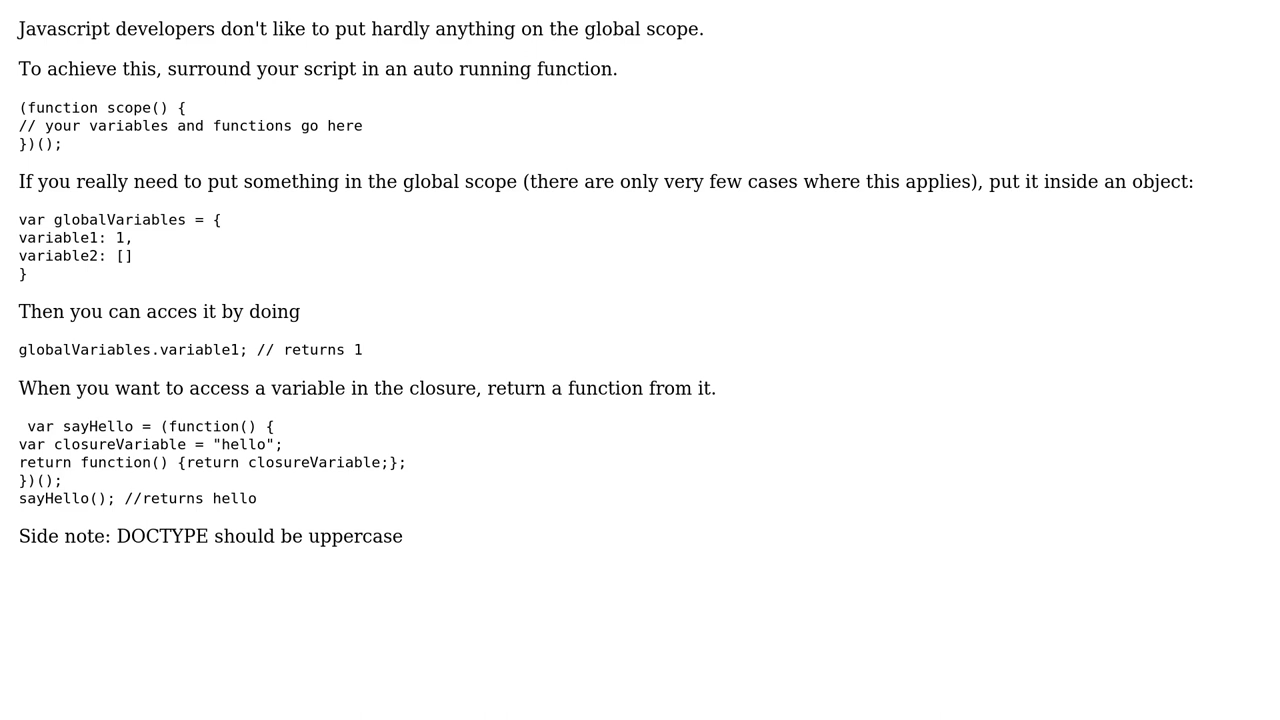 Javascript developers don't like to put hardly anything on the global scope.
To achieve this, surround your script in an auto running function.
(function scope() {
// your variables and functions go here
})();
If you really need to put something in the global scope (there are only very few cases where this applies), put it inside an object:
var globalVariables = {
variable1: 1,
variable2: []
}
Then you can acces it by doing
globalVariables.variable1; // returns 1
When you want to access a variable in the closure, return a function from it.
var sayHello = (function() {
var closureVariable = "hello";
return function() {return closureVariable;};
})();
sayHello(); //returns hello
Side note: DOCTYPE should be uppercase